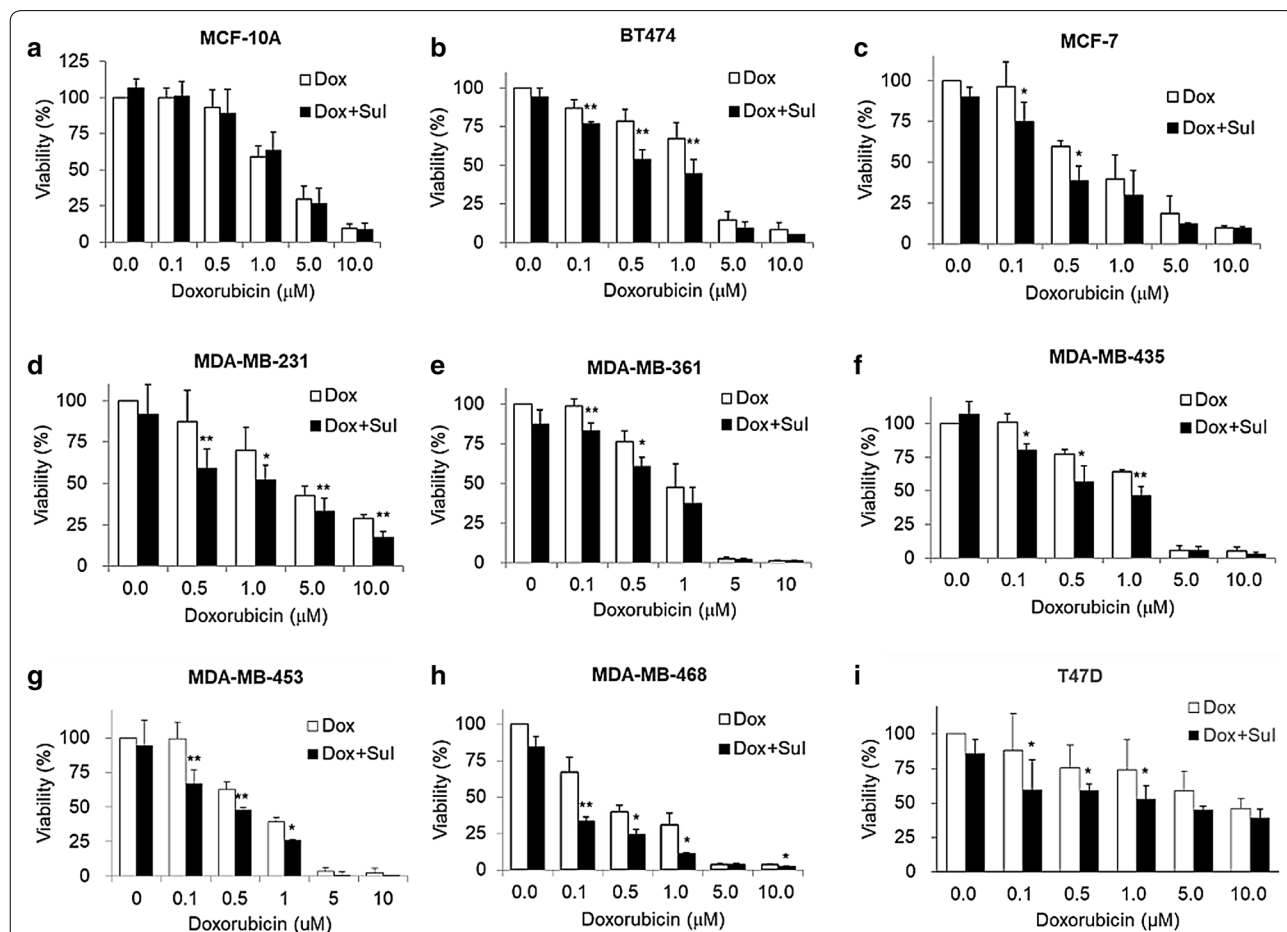 a
MCF-10A
125
100
75
50
25
0
Viability (%)
Dox
Dox+Sul
0.0 0.1 0.5 1.0 5.0 10.0
Doxorubicin (μM)
b
BT474
100
75
50
25
0
Viability (%)
Dox
Dox+Sul
** ** **
0.0 0.1 0.5 1.0 5.0 10.0
Doxorubicin (μM)
c
MCF-7
100
75
50
25
0
Viability (%)
Dox
Dox+Sul
* *
0.0 0.1 0.5 1.0 5.0 10.0
Doxorubicin (μM)
d
MDA-MB-231
100
75
50
25
0
Viability (%)
Dox
Dox+Sul
** * ** **
0.0 0.5 1.0 5.0 10.0
Doxorubicin (μM)
e
MDA-MB-361
100
75
50
25
0
Viability (%)
Dox
Dox+Sul
** *
0 0.1 0.5 1 5 10
Doxorubicin (μM)
f
MDA-MB-435
100
75
50
25
0
Viability (%)
Dox
Dox+Sul
* * **
0.0 0.1 0.5 1.0 5.0 10.0
Doxorubicin (μM)
g
MDA-MB-453
100
75
50
25
0
Viability (%)
Dox
Dox+Sul
** ** *
0 0.1 0.5 1 5 10
Doxorubicin (uM)
h
MDA-MB-468
100
75
50
25
0
Viability (%)
Dox
Dox+Sul
** * * *
0.0 0.1 0.5 1.0 5.0 10.0
Doxorubicin (μM)
i
T47D
100
75
50
25
0
Viability (%)
Dox
Dox+Sul
* * *
0.0 0.1 0.5 1.0 5.0 10.0
Doxorubicin (μM)